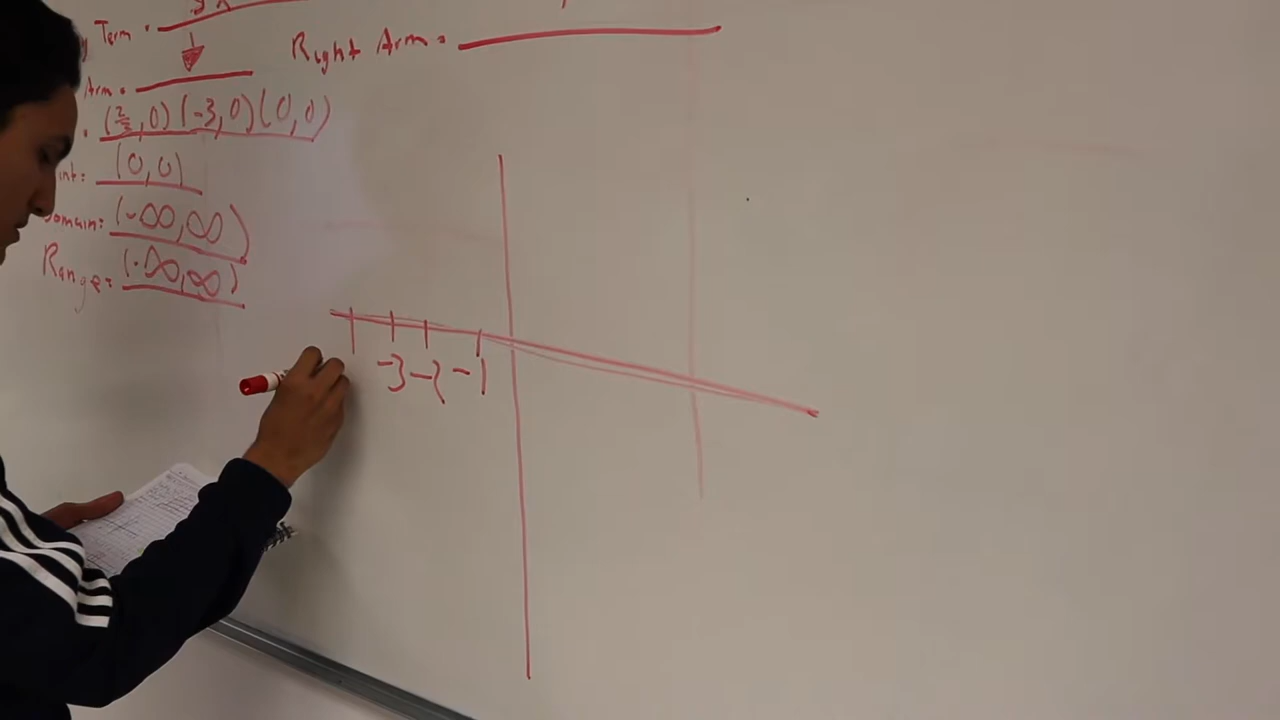 Term = 3x
Right Arm =
Arm =
(2/3, 0) (-3, 0) (0, 0)
int: (0, 0)
Domain: (-∞, ∞)
Range= (-∞, ∞)
-3 -2 -1